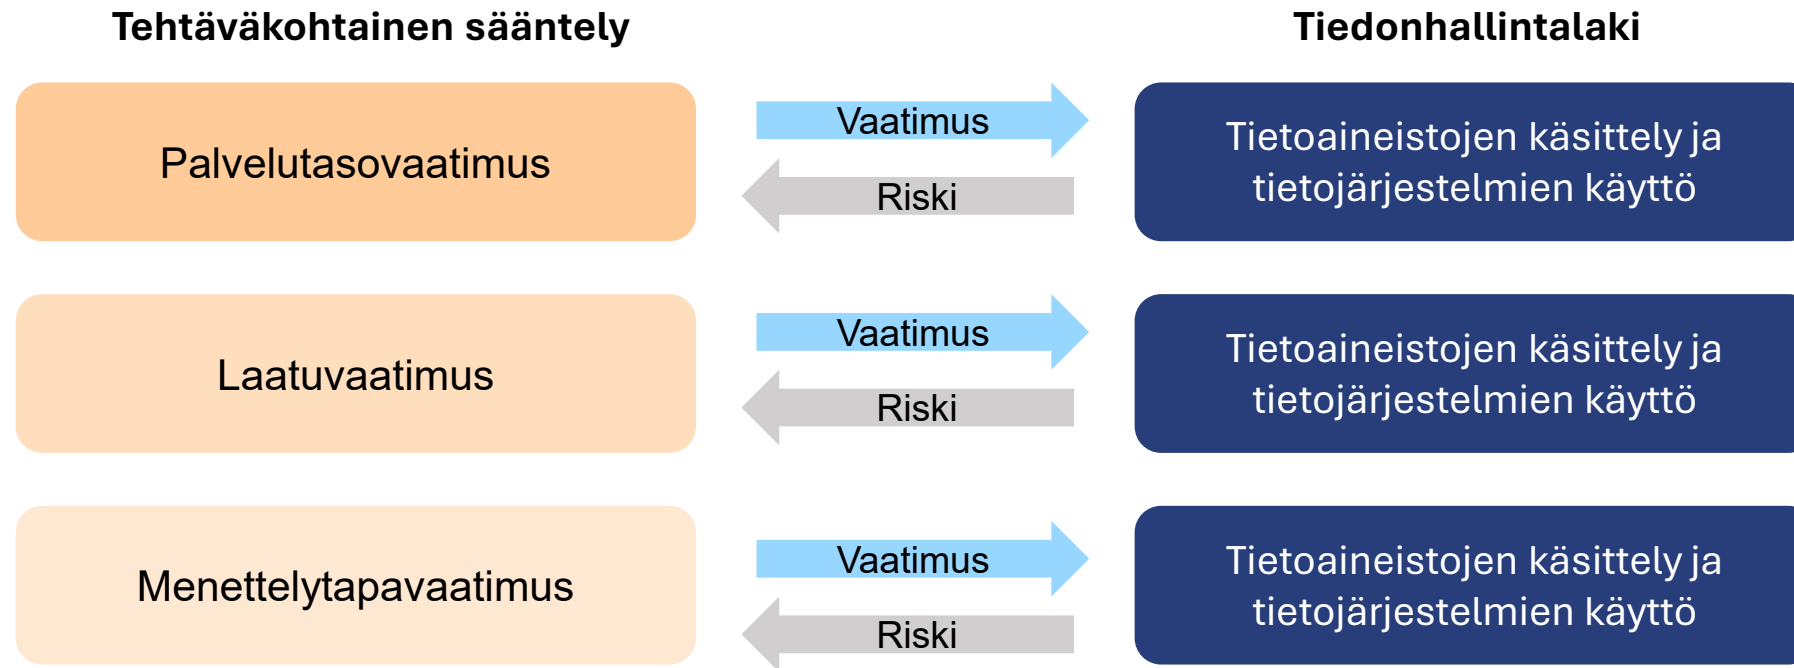 Tehtäväkohtainen sääntely
Tiedonhallintalaki
Palvelutasovaatimus
Vaatimus
Riski
Tietoaineistojen käsittely ja
tietojärjestelmien käyttö
Laatuvaatimus
Vaatimus
Riski
Tietoaineistojen käsittely ja
tietojärjestelmien käyttö
Menettelytapavaatimus
Vaatimus
Riski
Tietoaineistojen käsittely ja
tietojärjestelmien käyttö